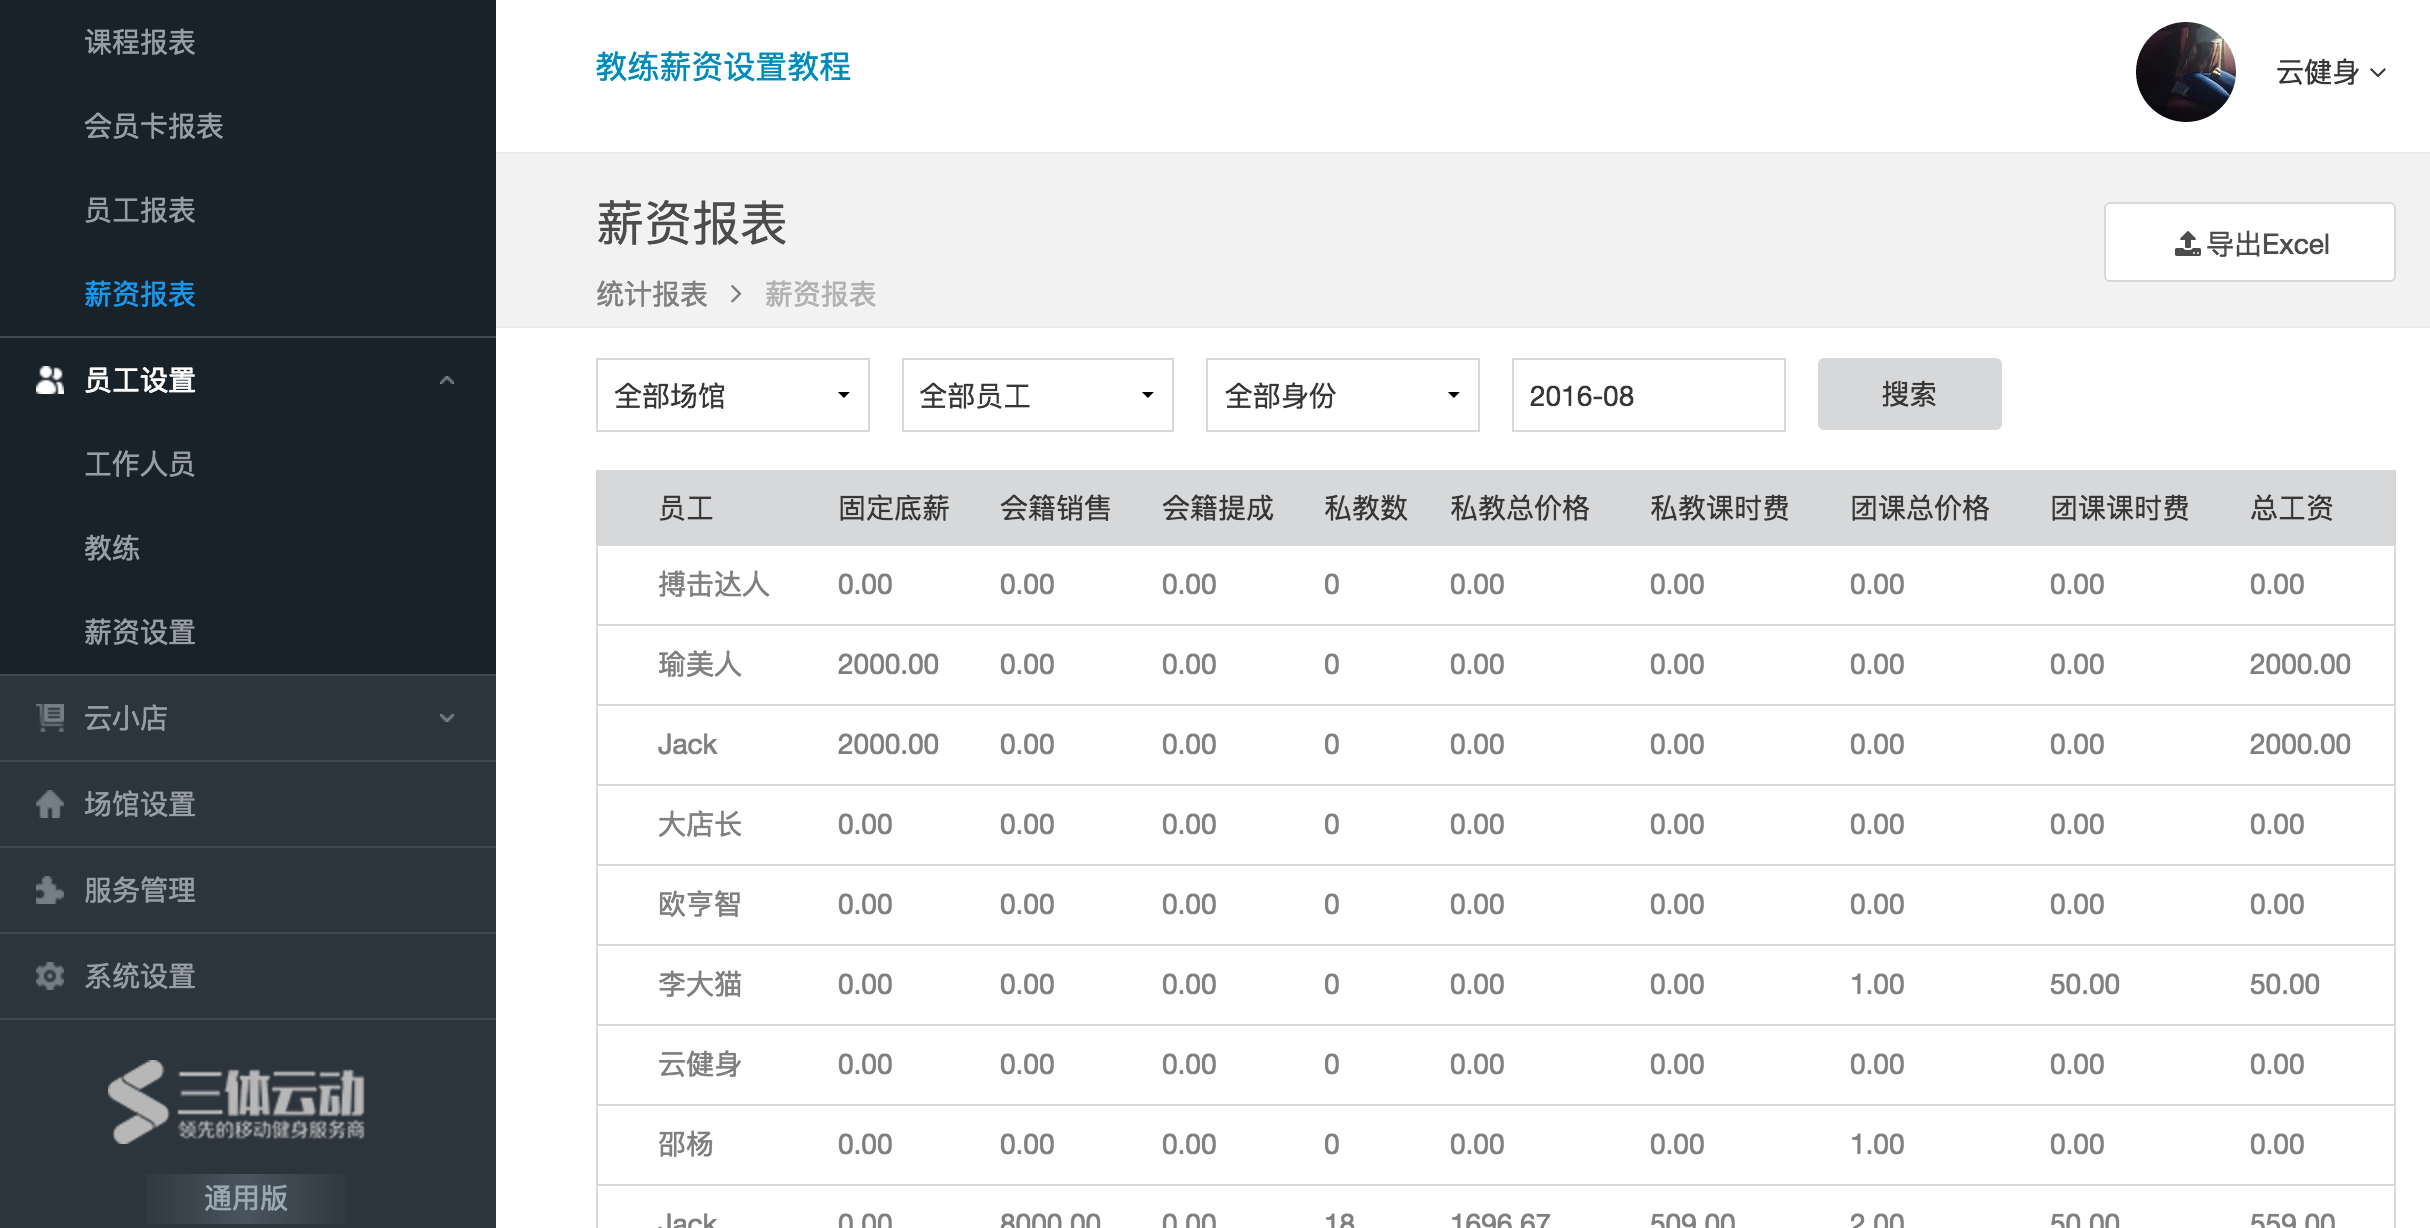 课程报表
会员卡报表
员工报表
薪资报表
员工设置
工作人员
教练
薪资设置
云小店
场馆设置
服务管理
系统设置
三体云动
领先的移动健身服务商
通用版
教练薪资设置教程
云健身
薪资报表
统计报表 > 薪资报表
导出Excel
全部场馆 全部员工 全部身份 2016-08 搜索
员工 固定底薪 会籍销售 会籍提成 私教数 私教总价格 私教课时费 团课总价格 团课课时费 总工资
搏击达人 0.00 0.00 0.00 0 0.00 0.00 0.00 0.00 0.00
瑜美人 2000.00 0.00 0.00 0 0.00 0.00 0.00 0.00 2000.00
Jack 2000.00 0.00 0.00 0 0.00 0.00 0.00 0.00 2000.00
大店长 0.00 0.00 0.00 0 0.00 0.00 0.00 0.00 0.00
欧亨智 0.00 0.00 0.00 0 0.00 0.00 0.00 0.00 0.00
李大猫 0.00 0.00 0.00 0 0.00 0.00 1.00 50.00 50.00
云健身 0.00 0.00 0.00 0 0.00 0.00 0.00 0.00 0.00
邵杨 0.00 0.00 0.00 0 0.00 0.00 1.00 0.00 0.00
Jack 0.00 8000.00 0.00 18 1696.67 509.00 2.00 50.00 559.00